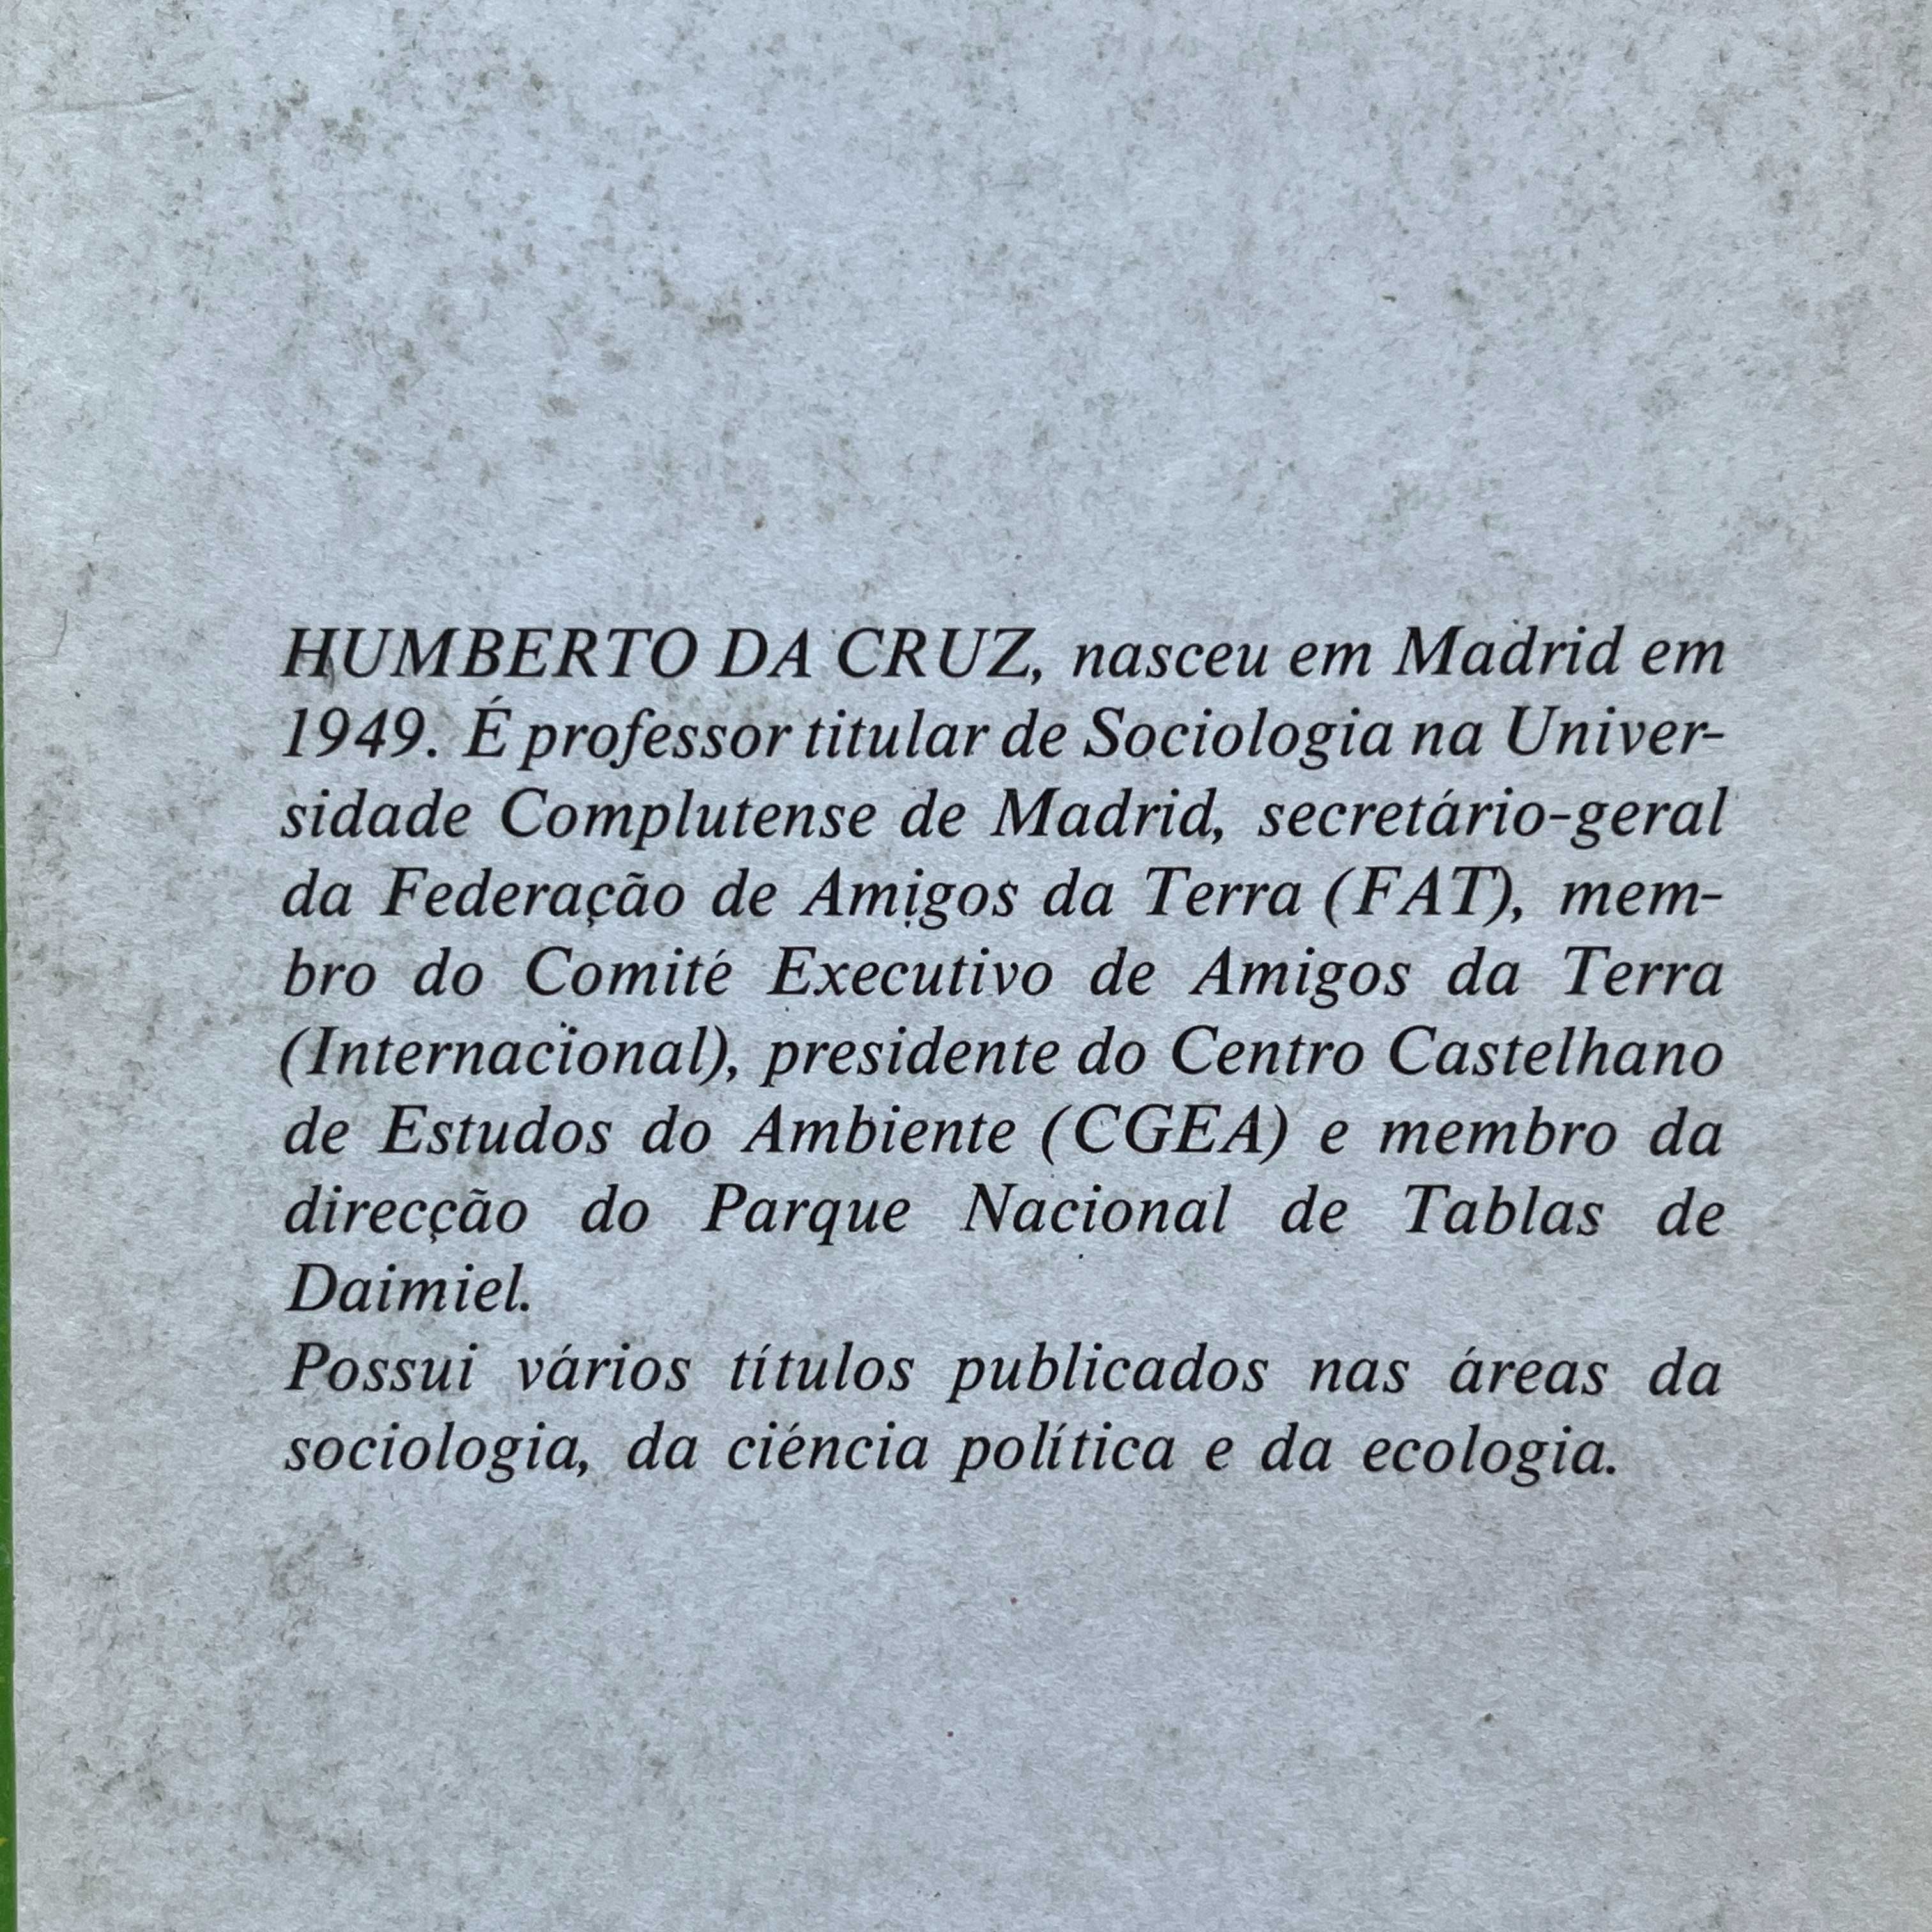 HUMBERTO DA CRUZ, nasceu em Madrid em
1949. É professor titular de Sociologia na Univer-
sidade Complutense de Madrid, secretário-geral
da Federação de Amigos da Terra (FAT), mem-
bro do Comité Executivo de Amigos da Terra
(Internacional), presidente do Centro Castelhano
de Estudos do Ambiente (CGEA) e membro da
direcção do Parque Nacional de Tablas de
Daimiel.
Possui vários títulos publicados nas áreas da
sociologia, da ciéncia política e da ecologia.